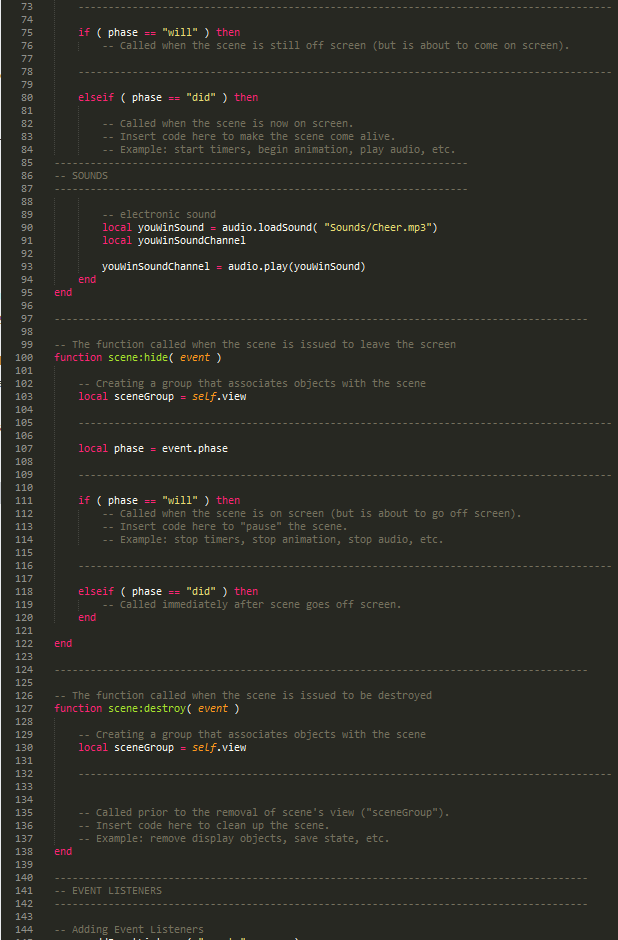 73 -----------------------------------------------------------------------------------------
74
75 if ( phase == "will" ) then
76 -- Called when the scene is still off screen (but is about to come on screen).
77
78 -----------------------------------------------------------------------------------------
79
80 elseif ( phase == "did" ) then
81
82 -- Called when the scene is now on screen.
83 -- Insert code here to make the scene come alive.
84 -- Example: start timers, begin animation, play audio, etc.
85 ---------------------------------------------------------------------
86 -- SOUNDS
87 ---------------------------------------------------------------------
88
89 -- electronic sound
90 local youWinSound = audio.loadSound( "Sounds/Cheer.mp3")
91 local youWinSoundChannel
92
93 youWinSoundChannel = audio.play(youWinSound)
94 end
95 end
96
97 -----------------------------------------------------------------------------------------
98
99 -- The function called when the scene is issued to leave the screen
100 function scene:hide( event )
101
102 -- Creating a group that associates objects with the scene
103 local sceneGroup = self.view
104
105 -----------------------------------------------------------------------------------------
106
107 local phase = event.phase
108
109 -----------------------------------------------------------------------------------------
110
111 if ( phase == "will" ) then
112 -- Called when the scene is on screen (but is about to go off screen).
113 -- Insert code here to "pause" the scene.
114 -- Example: stop timers, stop animation, stop audio, etc.
115
116 -----------------------------------------------------------------------------------------
117
118 elseif ( phase == "did" ) then
119 -- Called immediately after scene goes off screen.
120 end
121
122 end
123
124 -----------------------------------------------------------------------------------------
125
126 -- The function called when the scene is issued to be destroyed
127 function scene:destroy( event )
128
129 -- Creating a group that associates objects with the scene
130 local sceneGroup = self.view
131
132 -----------------------------------------------------------------------------------------
133
134
135 -- Called prior to the removal of scene's view ("sceneGroup").
136 -- Insert code here to clean up the scene.
137 -- Example: remove display objects, save state, etc.
138 end
139
140 -----------------------------------------------------------------------------------------
141 -- EVENT LISTENERS
142 -----------------------------------------------------------------------------------------
143
144 -- Adding Event Listeners